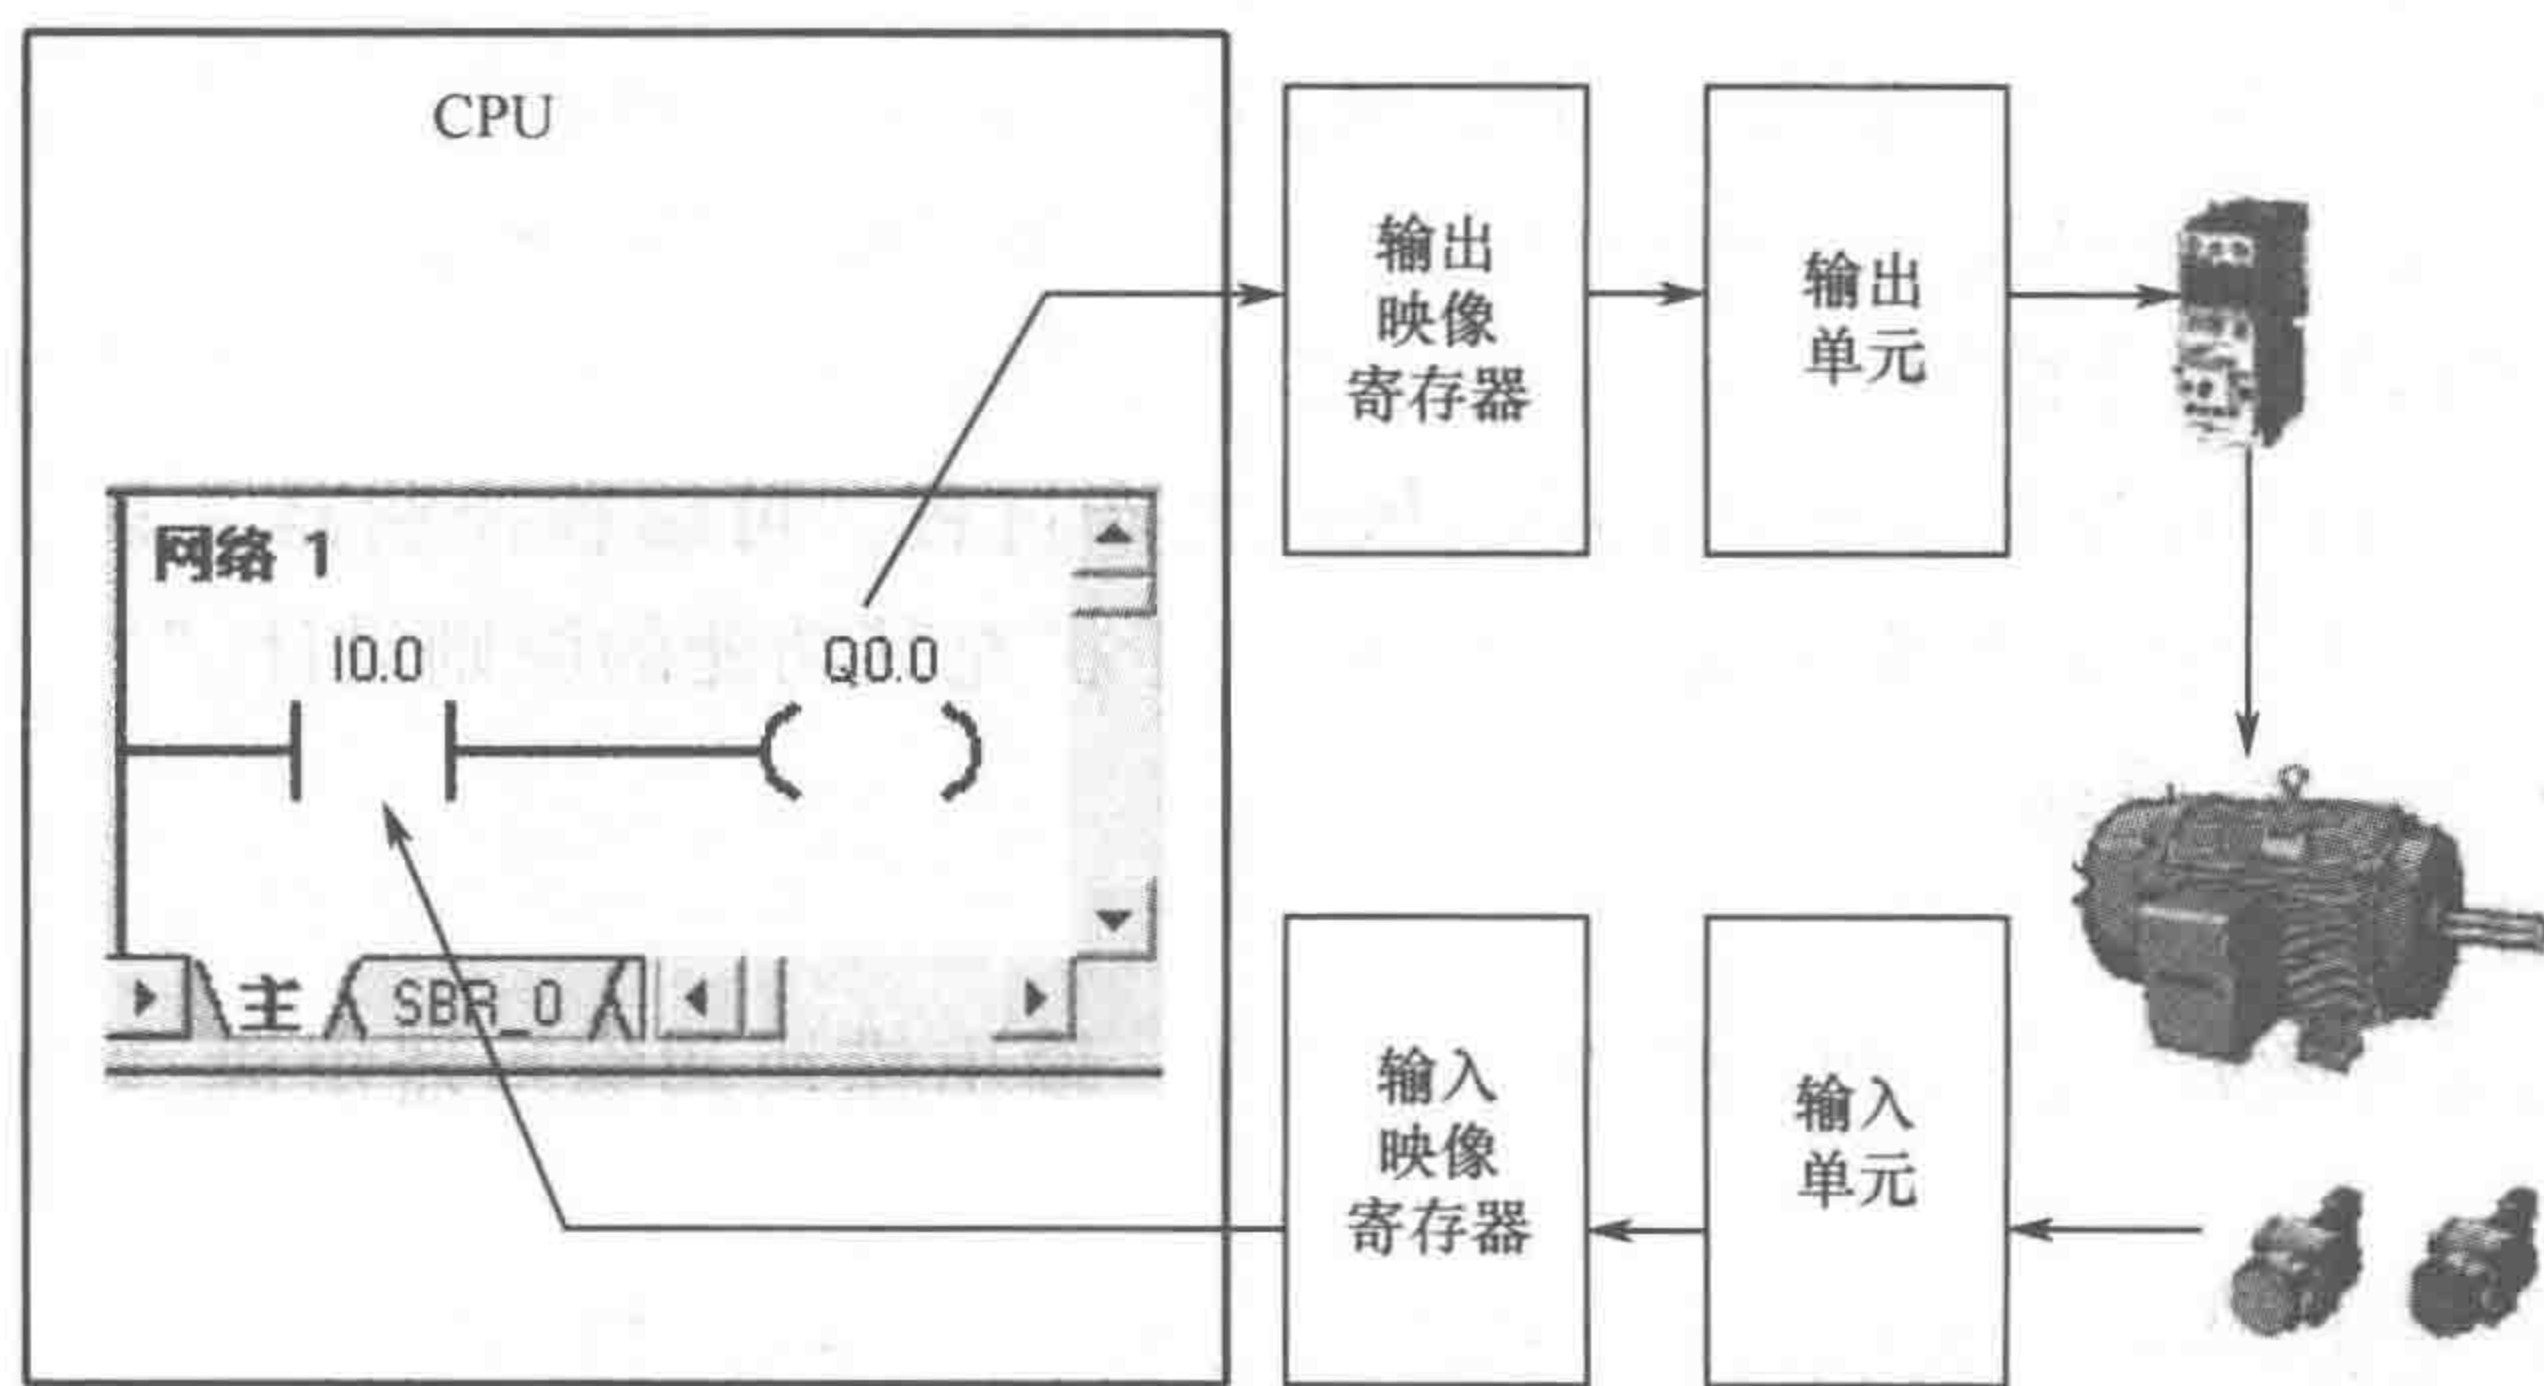 CPU
输出
映像
寄存器
输出
单元
网络 1
I0.0
Q0.0
主
SBR_0
输入
映像
寄存器
输入
单元